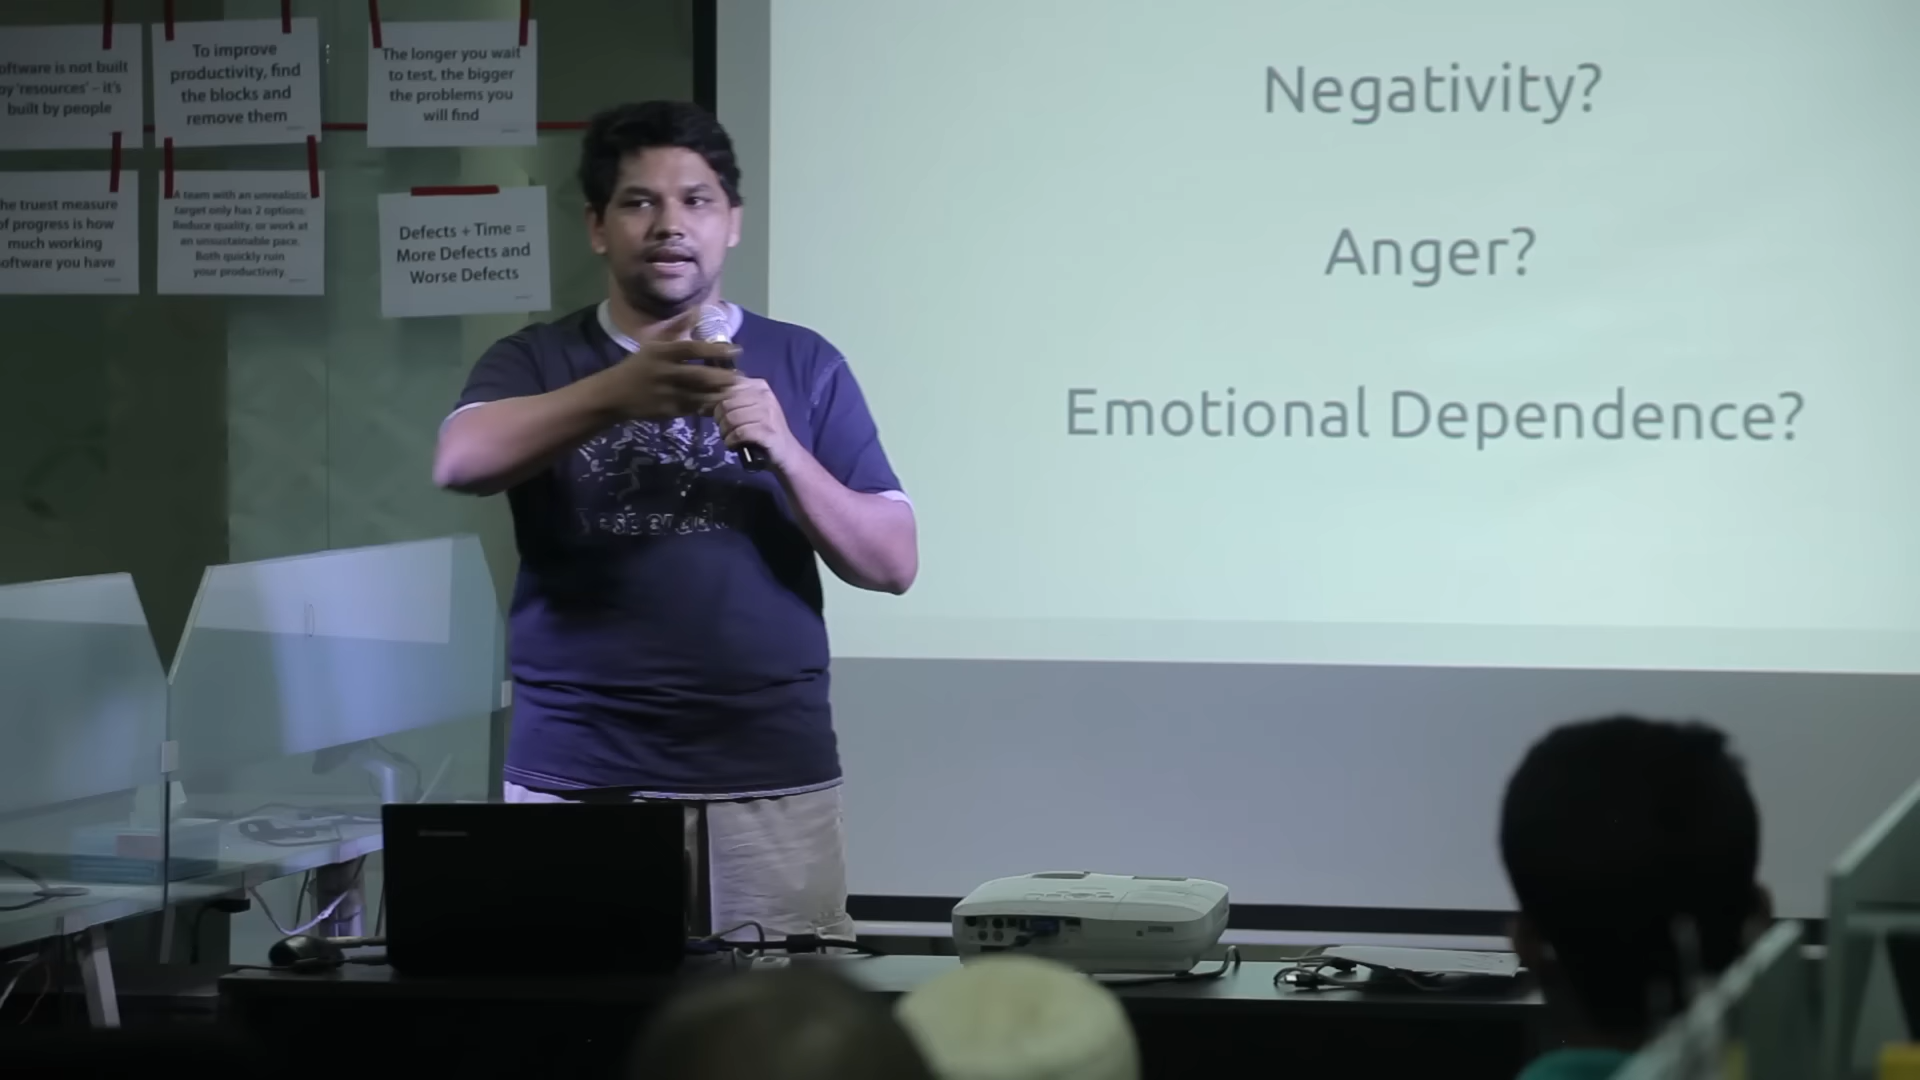 oftware is not built
by 'resources' – it's
built by people
To improve
productivity, find
the blocks and
remove them
The longer you wait
to test, the bigger
the problems you
will find
he truest measure
of progress is how
much working
oftware you have
A team with an unrealistic
target only has 2 options:
Reduce quality, or work at
an unsustainable pace.
Both quickly ruin
your productivity.
Defects + Time =
More Defects and
Worse Defects
Negativity?
Anger?
Emotional Dependence?
EPSON